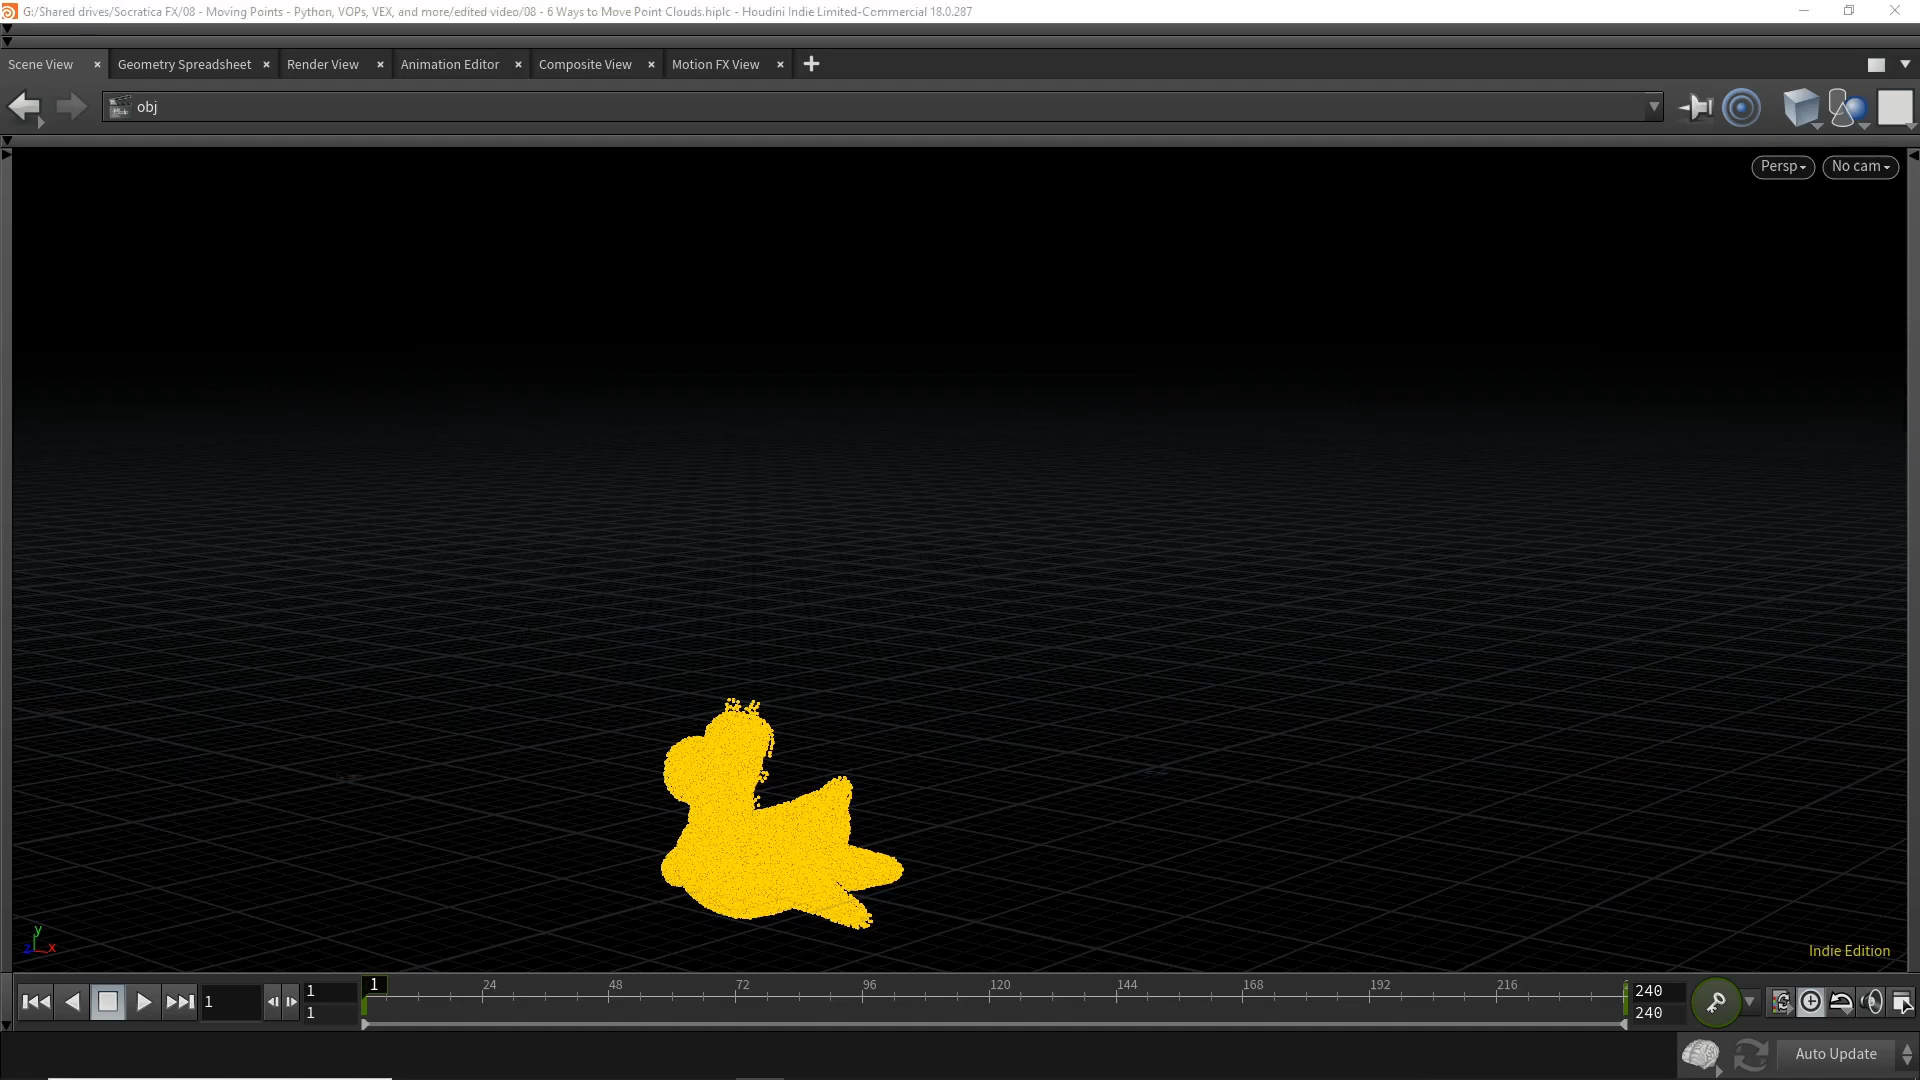 G:/Shared drives/Socratica FX/08 - Moving Points - Python, VOPs, VEX, and more/edited video/08 - 6 Ways to Move Point Clouds.hiplc - Houdini Indie Limited-Commercial 18.0.287
Scene View Geometry Spreadsheet Render View Animation Editor Composite View Motion FX View
obj
Persp No cam
y
z x
Indie Edition
1 1 1 24 48 72 96 120 144 168 192 216 240
1 240
Auto Update